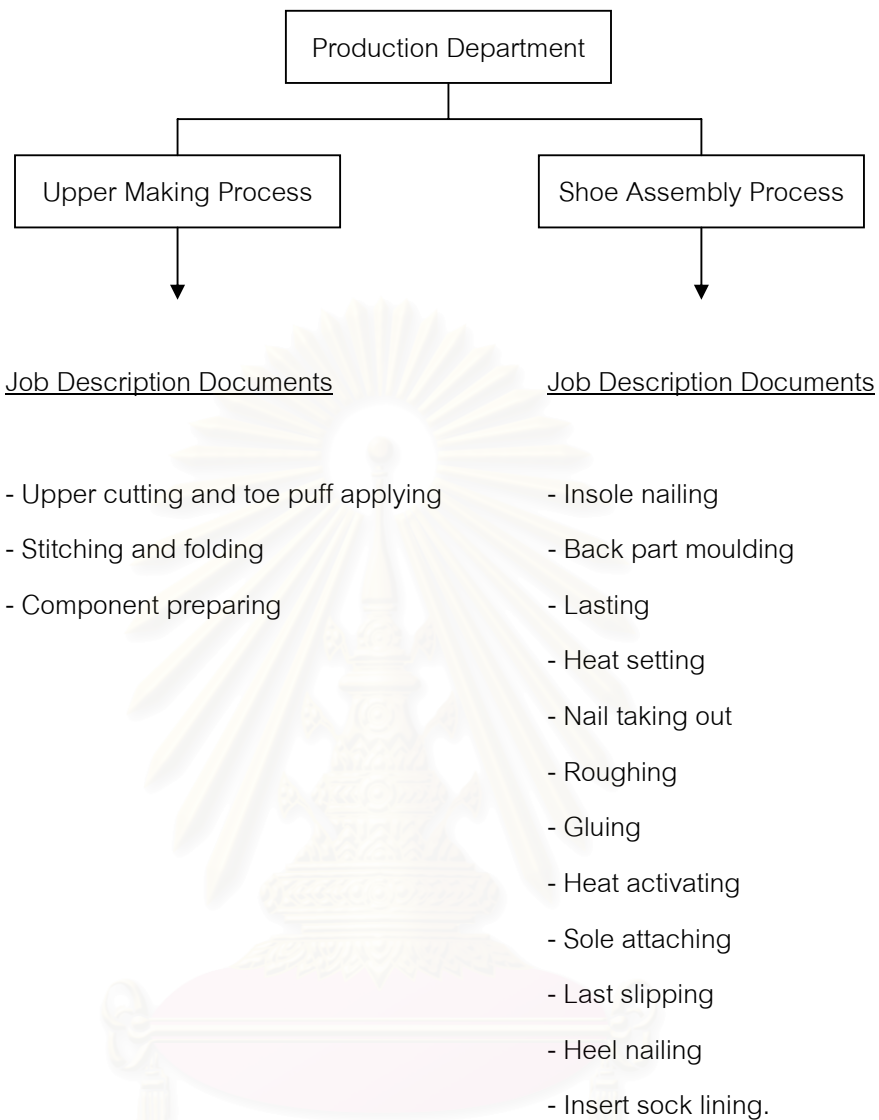 Production Department
Upper Making Process
Shoe Assembly Process
Job Description Documents
- Upper cutting and toe puff applying
- Stitching and folding
- Component preparing
Job Description Documents
- Insole nailing
- Back part moulding
- Lasting
- Heat setting
- Nail taking out
- Roughing
- Gluing
- Heat activating
- Sole attaching
- Last slipping
- Heel nailing
- Insert sock lining.